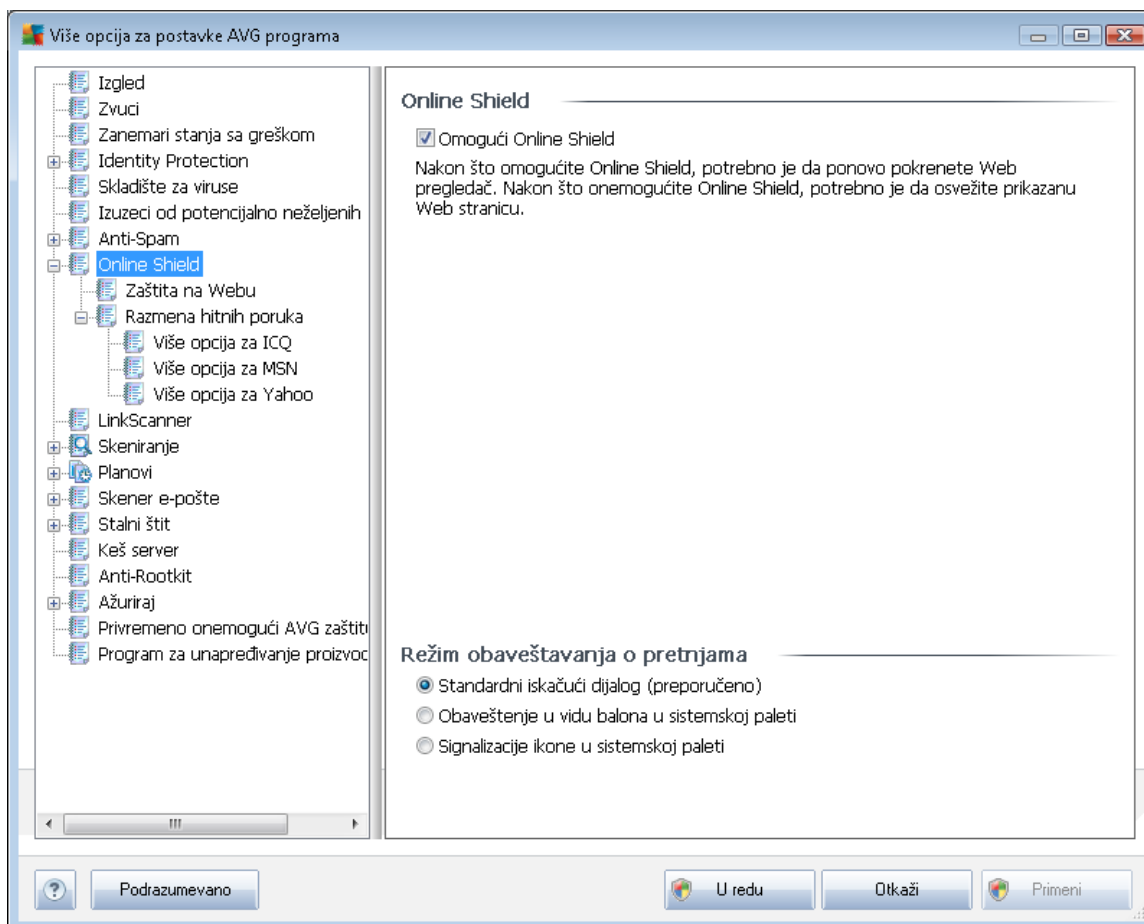 Više opcija za postavke AVG programa
Izgled
Zvuci
Zanemari stanja sa greškom
Identity Protection
Skladište za viruse
Izuzeci od potencijalno neželjenih
Anti-Spam
Online Shield
Zaštita na Webu
Razmena hitnih poruka
Više opcija za ICQ
Više opcija za MSN
Više opcija za Yahoo
LinkScanner
Skeniranje
Planovi
Skener e-pošte
Stalni štit
Keš server
Anti-Rootkit
Ažuriraj
Privremeno onemogući AVG
Program za unapređivanje
Online Shield
Omogući Online Shield
Nakon što omogućite Online Shield, potrebno je da ponovo pokrenete Web
pregledač. Nakon što onemogućite Online Shield, potrebno je da osvežite prikazanu
Web stranicu.
Režim obaveštavanja o pretnjama
Standardni iskačući dijalog (preporučeno)
Obaveštenje u vidu balona u sistemskoj paleti
Signalizacije ikone u sistemskoj paleti
?
Podrazumevano
U redu
Otkaži
Primeni